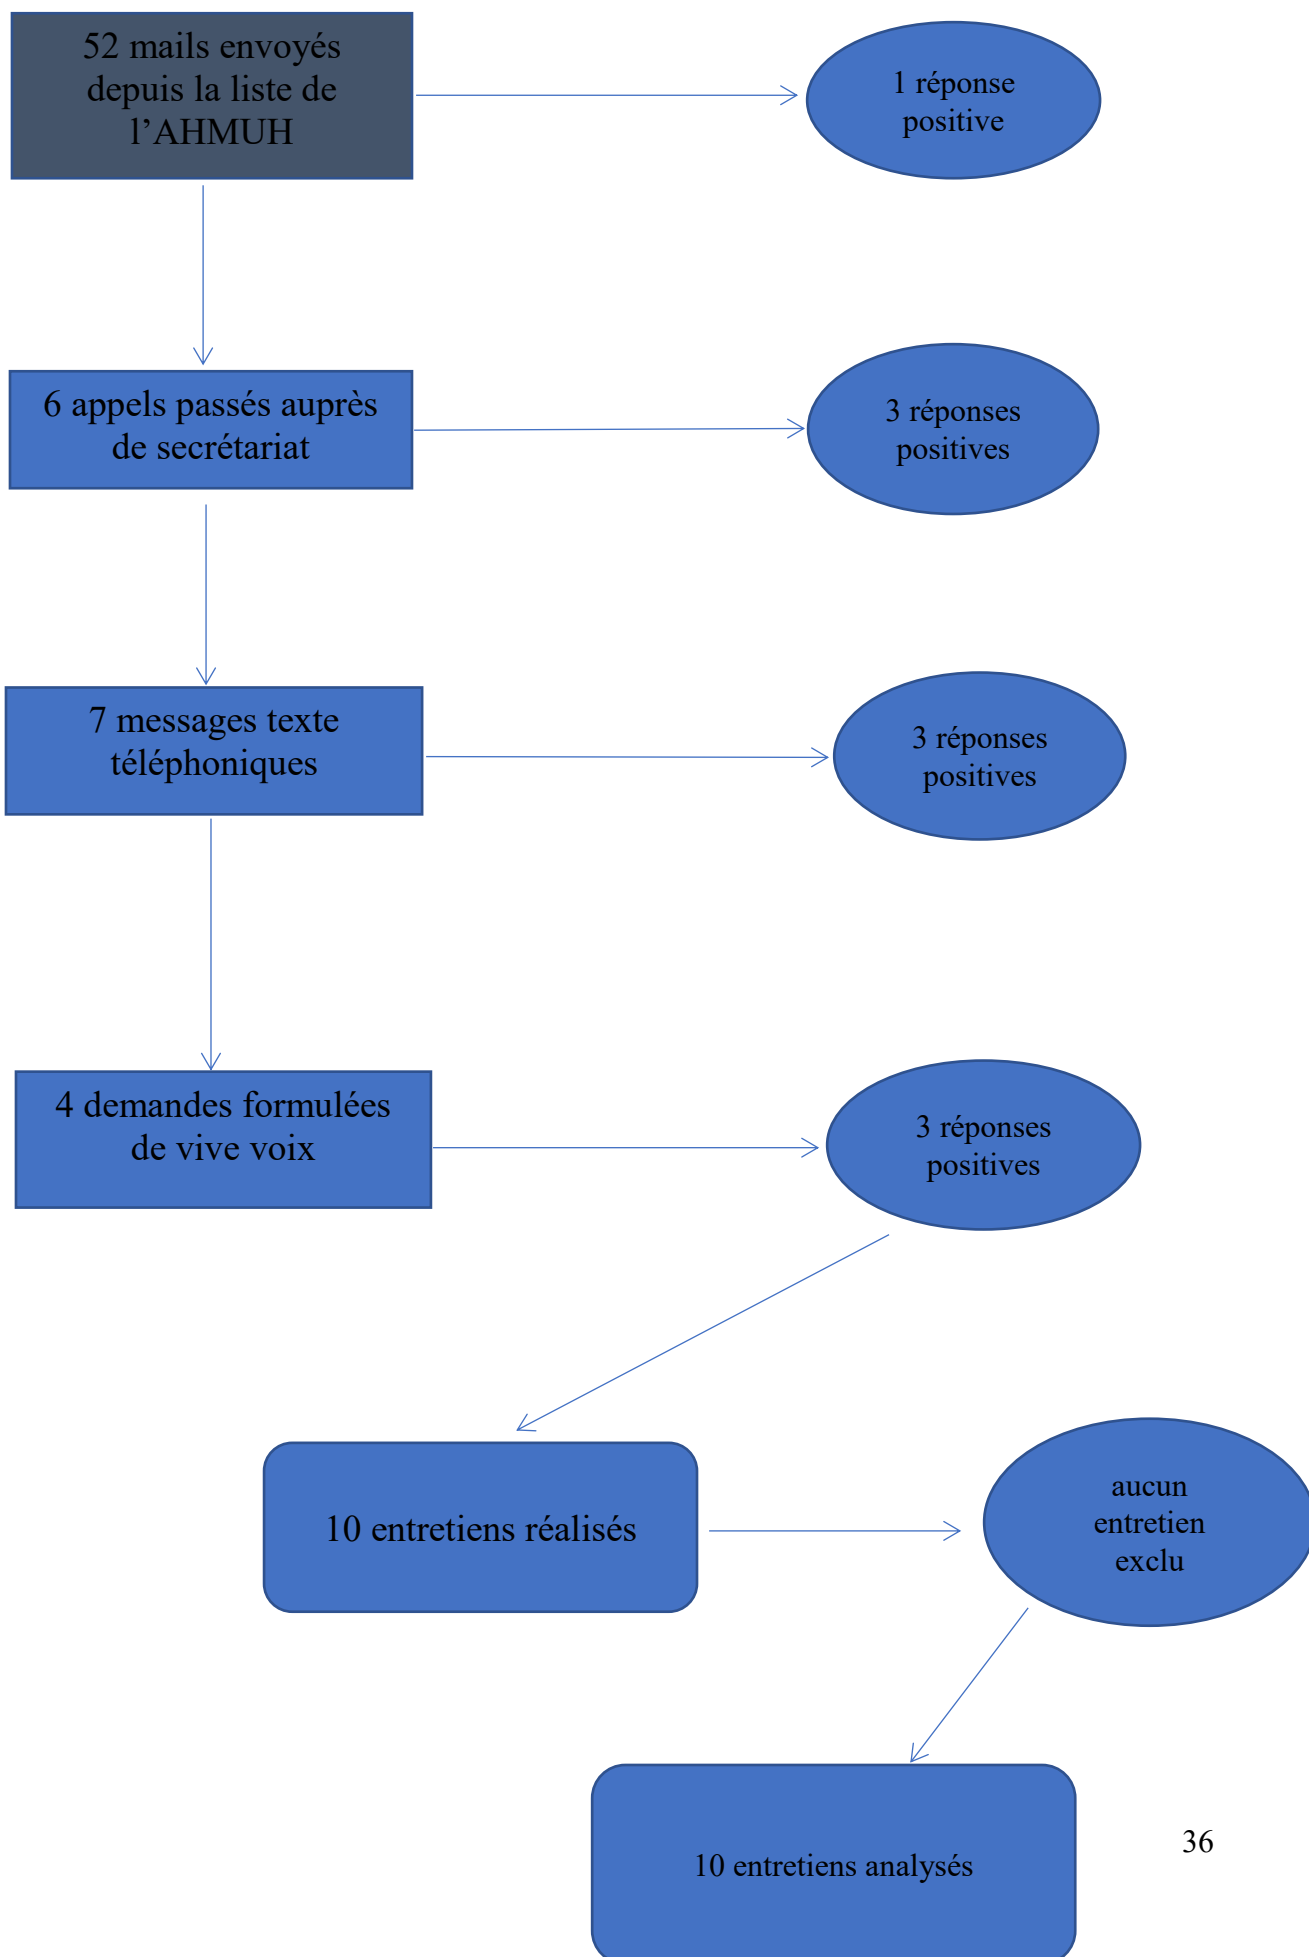 52 mails envoyés
depuis la liste de
l’AHMUH
1 réponse
positive
6 appels passés auprès
de secrétariat
3 réponses
positives
7 messages texte
téléphoniques
3 réponses
positives
4 demandes formulées
de vive voix
3 réponses
positives
10 entretiens réalisés
aucun
entretien
exclu
10 entretiens analysés
36